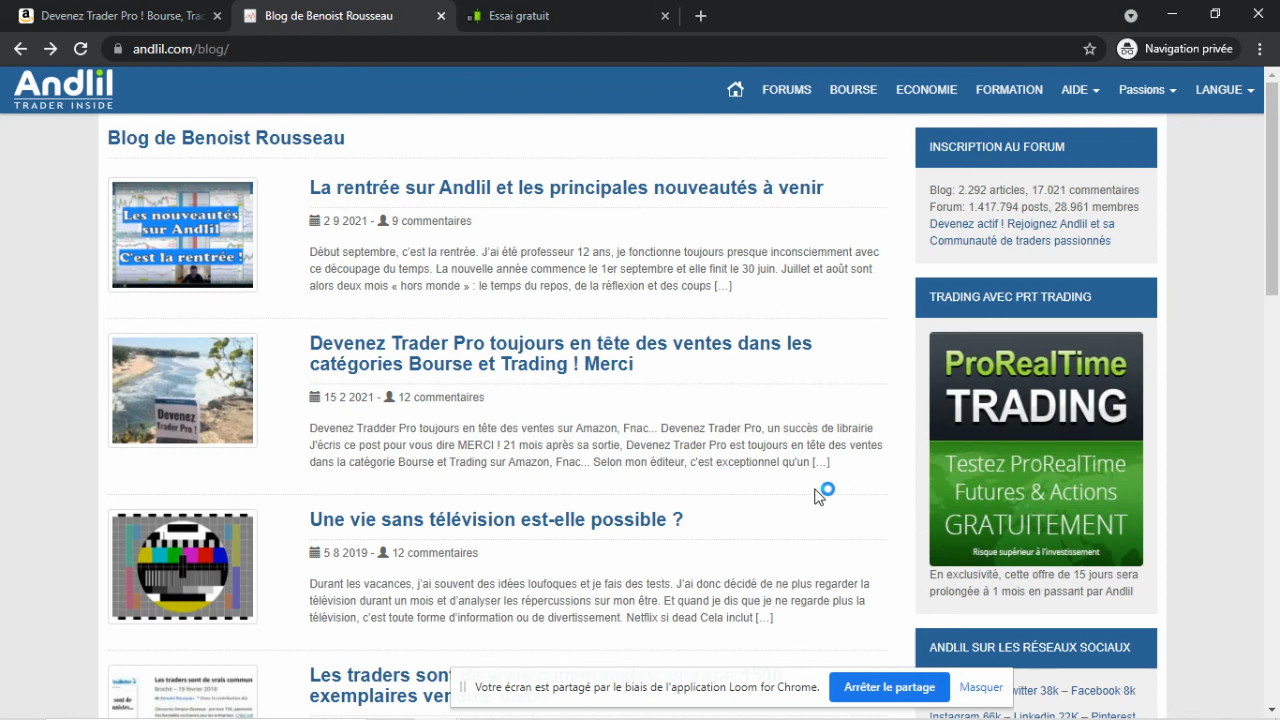 Devenez Trader Pro ! Bourse, Tra
Blog de Benoist Rousseau
Essai gratuit
andlil.com/blog/
Navigation privée
Andlil
TRADER INSIDE
FORUMS BOURSE ECONOMIE FORMATION AIDE Passions LANGUE
Blog de Benoist Rousseau
Les nouveautés
sur Andlil
C'est la rentrée !
La rentrée sur Andlil et les principales nouveautés à venir
2 9 2021 - 9 commentaires
Début septembre, c'est la rentrée. J'ai été professeur 12 ans, je fonctionne toujours presque inconsciemment avec
ce découpage du temps. La nouvelle année commence le 1er septembre et elle finit le 30 juin. Juillet et août sont
alors deux mois « hors monde » : le temps du repos, de la réflexion et des coups [...]
Devenez
Trader Pro !
Devenez Trader Pro toujours en tête des ventes dans les
catégories Bourse et Trading ! Merci
15 2 2021 - 12 commentaires
Devenez Tradder Pro toujours en tête des ventes sur Amazon, Fnac... Devenez Trader Pro, un succès de librairie
J'écris ce post pour vous dire MERCI ! 21 mois après sa sortie, Devenez Trader Pro est toujours en tête des ventes
dans la catégorie Bourse et Trading sur Amazon, Fnac... Selon mon éditeur, c'est exceptionnel qu'un [...]
Une vie sans télévision est-elle possible ?
5 8 2019 - 12 commentaires
Durant les vacances, j'ai souvent des idées loufoques et je fais des tests. J'ai donc décidé de ne plus regarder la
télévision durant un mois et d'analyser les répercussions sur mon être. Et quand je dis que je ne regarde plus la
télévision, c'est toute forme d'information ou de divertissement. Netflix si dead Cela inclut [...]
Les traders sont de vrais commun
Broché – 19 février 2018
Les traders son
exemplaires ve
INSCRIPTION AU FORUM
Blog: 2.292 articles, 17.021 commentaires
Forum: 1.417.794 posts, 28.961 membres
Devenez actif ! Rejoignez Andlil et sa
Communauté de traders passionnés
TRADING AVEC PRT TRADING
ProRealTime
TRADING
Testez ProRealTime
Futures & Actions
GRATUITEMENT
Risque supérieur à l'investissement
En exclusivité, cette offre de 15 jours sera
prolongée à 1 mois en passant par Andlil
ANDLIL SUR LES RÉSEAUX SOCIAUX
Twitter 38k – Facebook 8k
Instagram 66k – Linkedin 22K – Pinterest
Votre écran est partagé par le biais de l'application Loom for Chrome
Arrêter le partage
Masquer